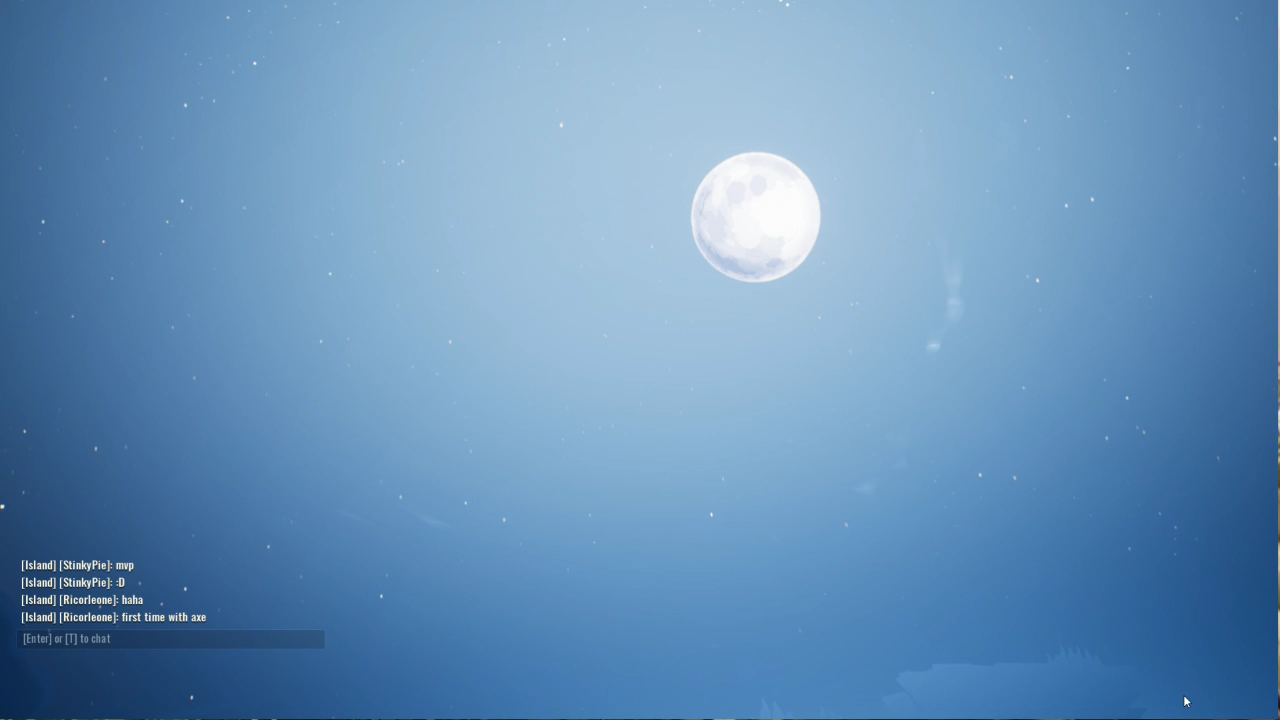 [Island] [StinkyPie]: mvp
[Island] [StinkyPie]: :D
[Island] [Ricorleone]: haha
[Island] [Ricorleone]: first time with axe
[Enter] or [T] to chat